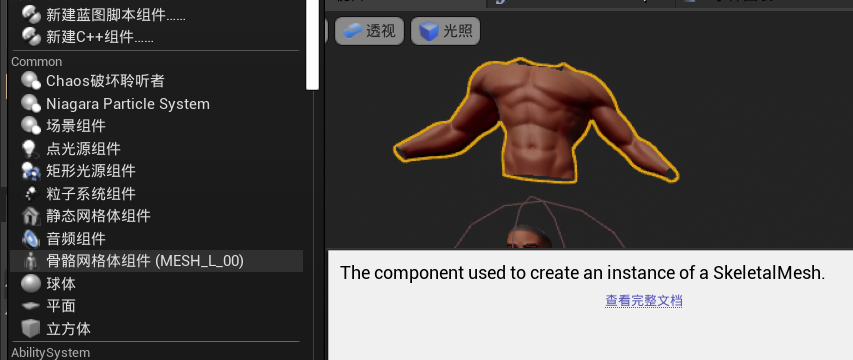 新建蓝图脚本组件……
新建C++组件……
Common
Chaos破坏聆听者
Niagara Particle System
场景组件
点光源组件
矩形光源组件
粒子系统组件
静态网格体组件
音频组件
骨骼网格体组件 (MESH_L_00)
球体
平面
立方体
AbilitySystem
透视
光照
The component used to create an instance of a SkeletalMesh.
查看完整文档